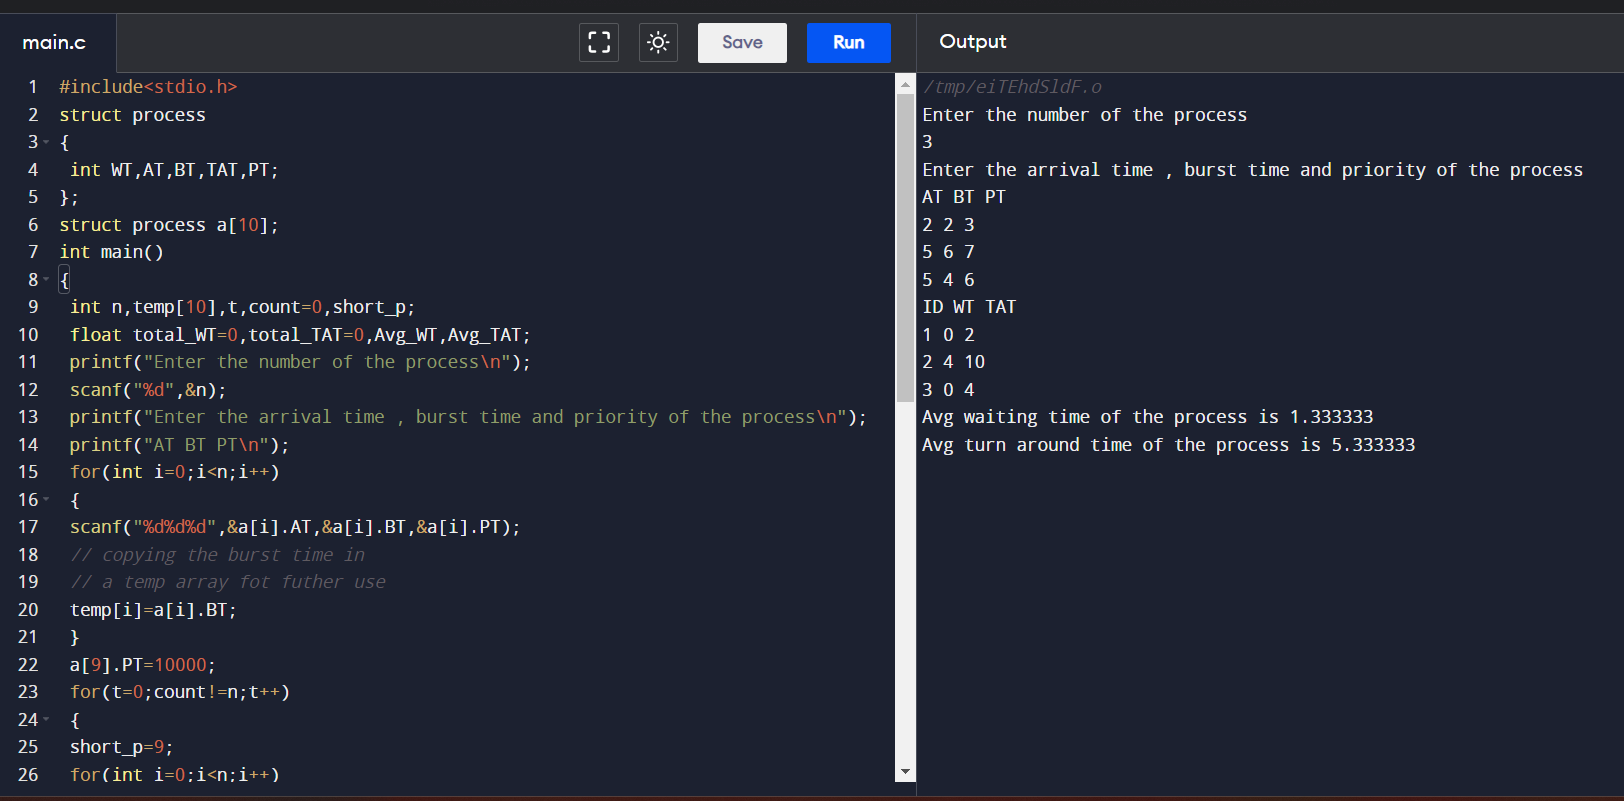 main.c
Save
Run
Output
1 #include<stdio.h>
2 struct process
3 {
4 int WT,AT,BT,TAT,PT;
5 };
6 struct process a[10];
7 int main()
8 {
9 int n,temp[10],t,count=0,short_p;
10 float total_WT=0,total_TAT=0,Avg_WT,Avg_TAT;
11 printf("Enter the number of the process\n");
12 scanf("%d",&n);
13 printf("Enter the arrival time , burst time and priority of the process\n");
14 printf("AT BT PT\n");
15 for(int i=0;i<n;i++)
16 {
17 scanf("%d%d%d",&a[i].AT,&a[i].BT,&a[i].PT);
18 // copying the burst time in
19 // a temp array fot futher use
20 temp[i]=a[i].BT;
21 }
22 a[9].PT=10000;
23 for(t=0;count!=n;t++)
24 {
25 short_p=9;
26 for(int i=0;i<n;i++)
/tmp/eiTEhdSldF.o
Enter the number of the process
3
Enter the arrival time , burst time and priority of the process
AT BT PT
2 2 3
5 6 7
5 4 6
ID WT TAT
1 0 2
2 4 10
3 0 4
Avg waiting time of the process is 1.333333
Avg turn around time of the process is 5.333333